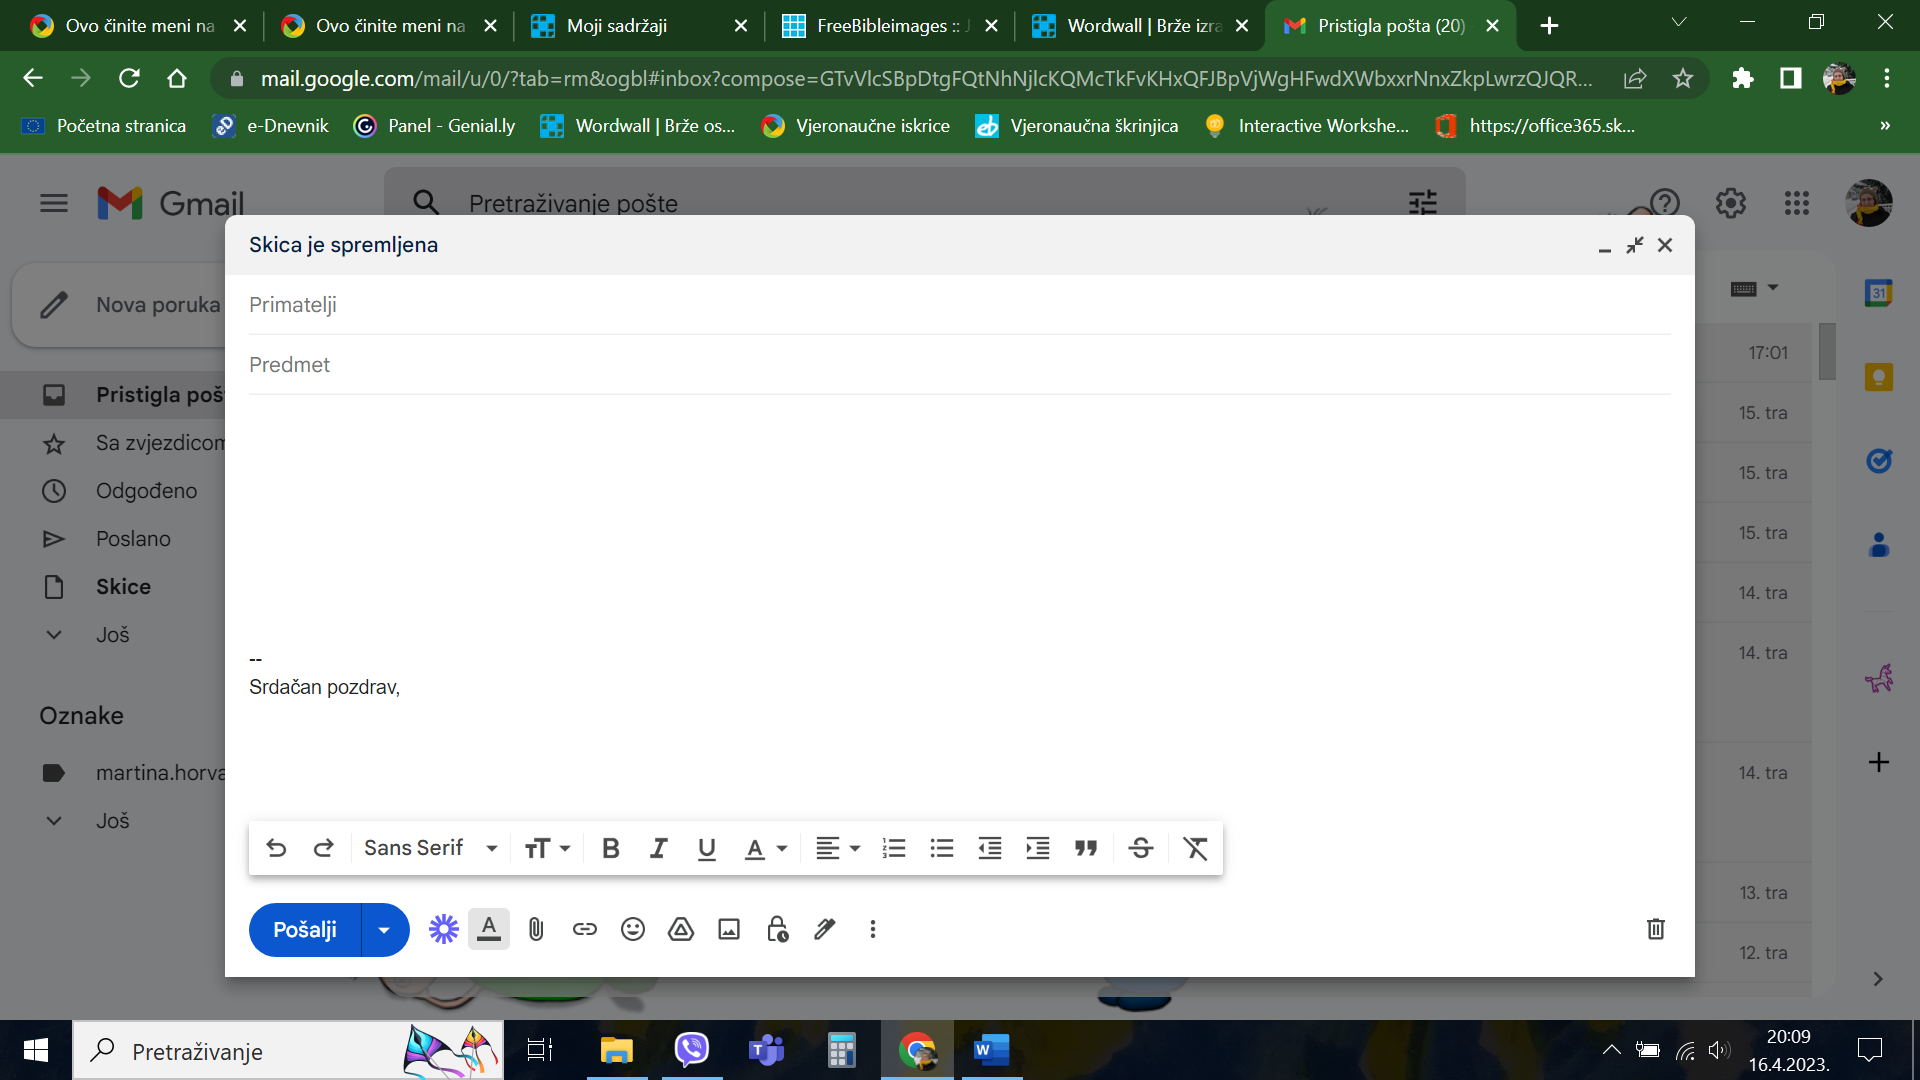 Ovo činite meni na
Ovo činite meni na
Moji sadržaji
FreeBibleimages :: J
Wordwall | Brže izra
Pristigla pošta (20)
mail.google.com/mail/u/0/?tab=rm&ogbl#inbox?compose=GTvVlcSBpDtgFQtNhNjlcKQMcTkFvKHxQFJBpVjWgHFwdXWbxxrNnxZkpLwrzQJQR...
Početna stranica
e-Dnevnik
Panel - Genial.ly
Wordwall | Brže os...
Vjeronaučne iskrice
Vjeronaučna škrinjica
Interactive Workshe...
https://office365.sk...
»
Gmail
Pretraživanje pošte
Skica je spremljena
Primatelji
Nova poruka
31
Predmet
17:01
Pristigla poš
15. tra
Sa zvjezdicom
15. tra
Odgođeno
15. tra
Poslano
Skice
14. tra
Još
14. tra
--
Srdačan pozdrav,
Oznake
martina.horva
14. tra
Još
Sans Serif
13. tra
Pošalji
12. tra
Pretraživanje
20:09
16.4.2023.